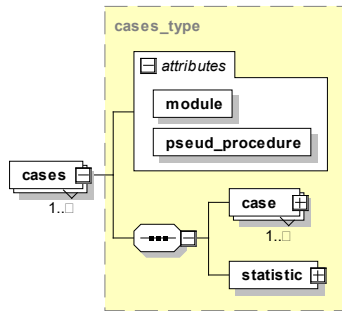 cases_type
attributes
module
pseud_procedure
cases
1..□
case
1..□
statistic